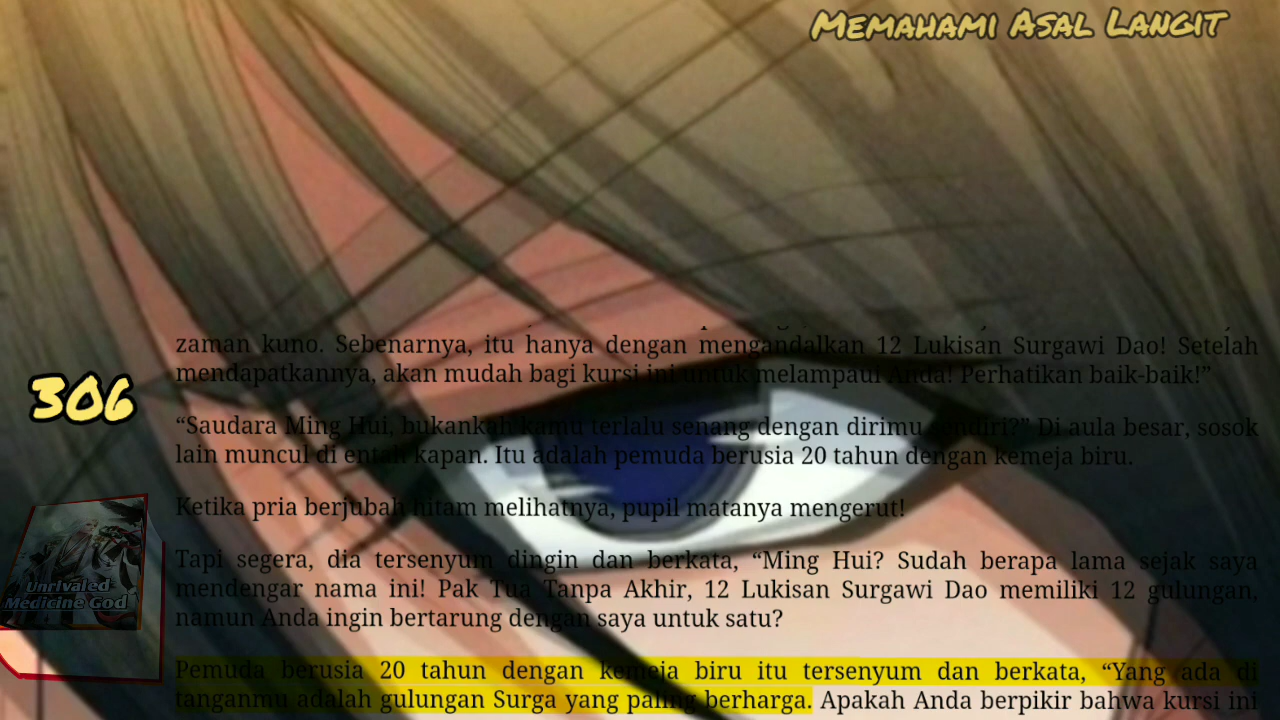 Memahami Asal Langit
zaman kuno. Sebenarnya, itu hanya dengan mengandalkan 12 Lukisan Surgawi Dao! Setelah
mendapatkannya, akan mudah bagi kursi ini untuk melampaui Anda! Perhatikan baik-baik!”
306
“Saudara Ming Hui, bukankah kamu terlalu senang dengan dirimu sendiri?” Di aula besar, sosok
lain muncul di entah kapan. Itu adalah pemuda berusia 20 tahun dengan kemeja biru.
Ketika pria berjubah hitam melihatnya, pupil matanya mengerut!
Tapi segera, dia tersenyum dingin dan berkata, “Ming Hui? Sudah berapa lama sejak saya
mendengar nama ini! Pak Tua Tanpa Akhir, 12 Lukisan Surgawi Dao memiliki 12 gulungan,
namun Anda ingin bertarung dengan saya untuk satu?
Unrivaled
Medicine God
Pemuda berusia 20 tahun dengan kemeja biru itu tersenyum dan berkata, “Yang ada di
tanganmu adalah gulungan Surga yang paling berharga. Apakah Anda berpikir bahwa kursi ini